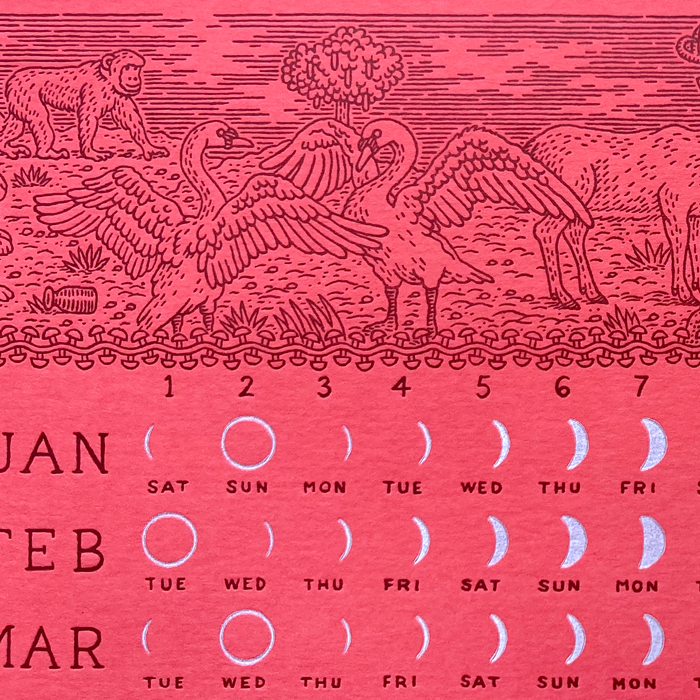 1 2 3 4 5 6 7
JAN
SAT SUN MON TUE WED THU FRI
FEB
TUE WED THU FRI SAT SUN MON
MAR
TUE WED THU FRI SAT SUN MON